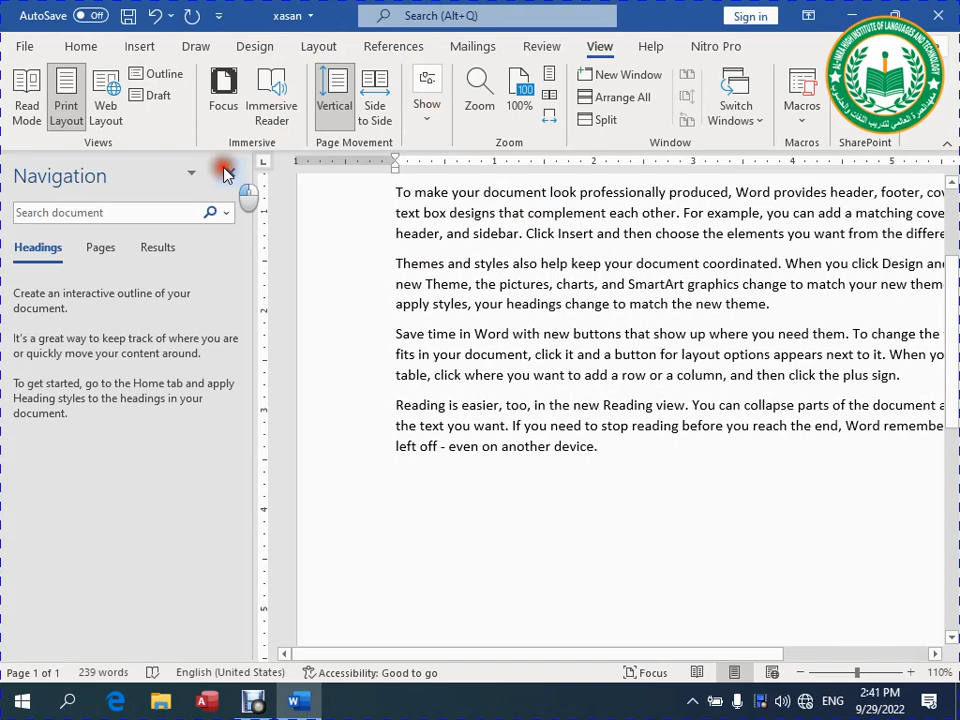 AutoSave Off xasan Search (Alt+Q) Sign in
File Home Insert Draw Design Layout References Mailings Review View Help Nitro Pro
Read Mode
Print Layout
Web Layout
Outline
Draft
Focus
Immersive Reader
Vertical
Side to Side
Show
Zoom
100
100%
New Window
Arrange All
Split
Switch Windows
Macros
Views Immersive Page Movement Zoom Window Macros SharePoint
Navigation
Search document
Headings Pages Results
Create an interactive outline of your
document.
It's a great way to keep track of where you are
or quickly move your content around.
To get started, go to the Home tab and apply
Heading styles to the headings in your
document.
1 1 2 3 4 5
1
2
3
4
5
To make your document look professionally produced, Word provides header, footer, cov
text box designs that complement each other. For example, you can add a matching cove
header, and sidebar. Click Insert and then choose the elements you want from the differe
Themes and styles also help keep your document coordinated. When you click Design and
new Theme, the pictures, charts, and SmartArt graphics change to match your new them
apply styles, your headings change to match the new theme.
Save time in Word with new buttons that show up where you need them. To change the
fits in your document, click it and a button for layout options appears next to it. When yo
table, click where you want to add a row or a column, and then click the plus sign.
Reading is easier, too, in the new Reading view. You can collapse parts of the document a
the text you want. If you need to stop reading before you reach the end, Word remembe
left off - even on another device.
Page 1 of 1 239 words English (United States) Accessibility: Good to go Focus 110%
ENG
2:41 PM
9/29/2022